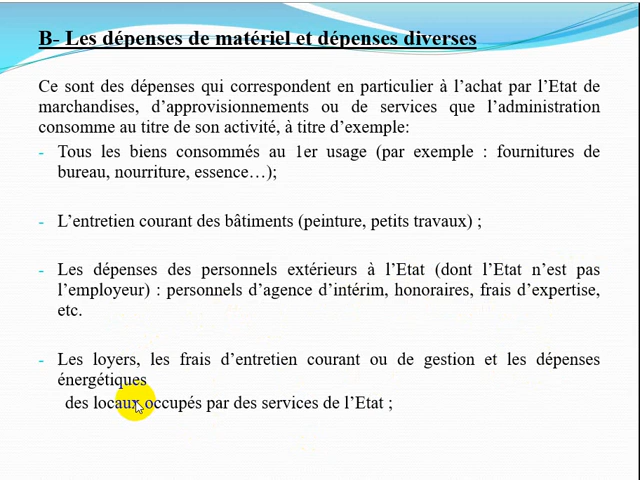 B- Les dépenses de matériel et dépenses diverses
Ce sont des dépenses qui correspondent en particulier à l’achat par l’Etat de
marchandises, d’approvisionnements ou de services que l’administration
consomme au titre de son activité, à titre d’exemple:
- Tous les biens consommés au 1er usage (par exemple : fournitures de
bureau, nourriture, essence…);
- L’entretien courant des bâtiments (peinture, petits travaux) ;
- Les dépenses des personnels extérieurs à l’Etat (dont l’Etat n’est pas
l’employeur) : personnels d’agence d’intérim, honoraires, frais d’expertise,
etc.
- Les loyers, les frais d’entretien courant ou de gestion et les dépenses
énergétiques
des locaux occupés par des services de l’Etat ;